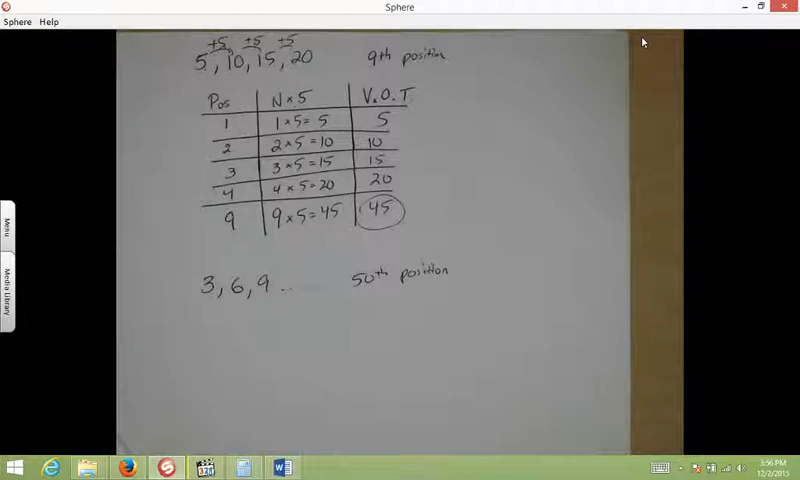 Sphere
Sphere Help
+5 +5 +5
5, 10, 15, 20 9th position
Pos N x 5 V.O.T.
1 1 x 5 = 5 5
2 2 x 5 = 10 10
3 3 x 5 = 15 15
4 4 x 5 = 20 20
9 9 x 5 = 45 45
3, 6, 9 ... 50th position
Menu
Media Library
3:56 PM
12/2/2015